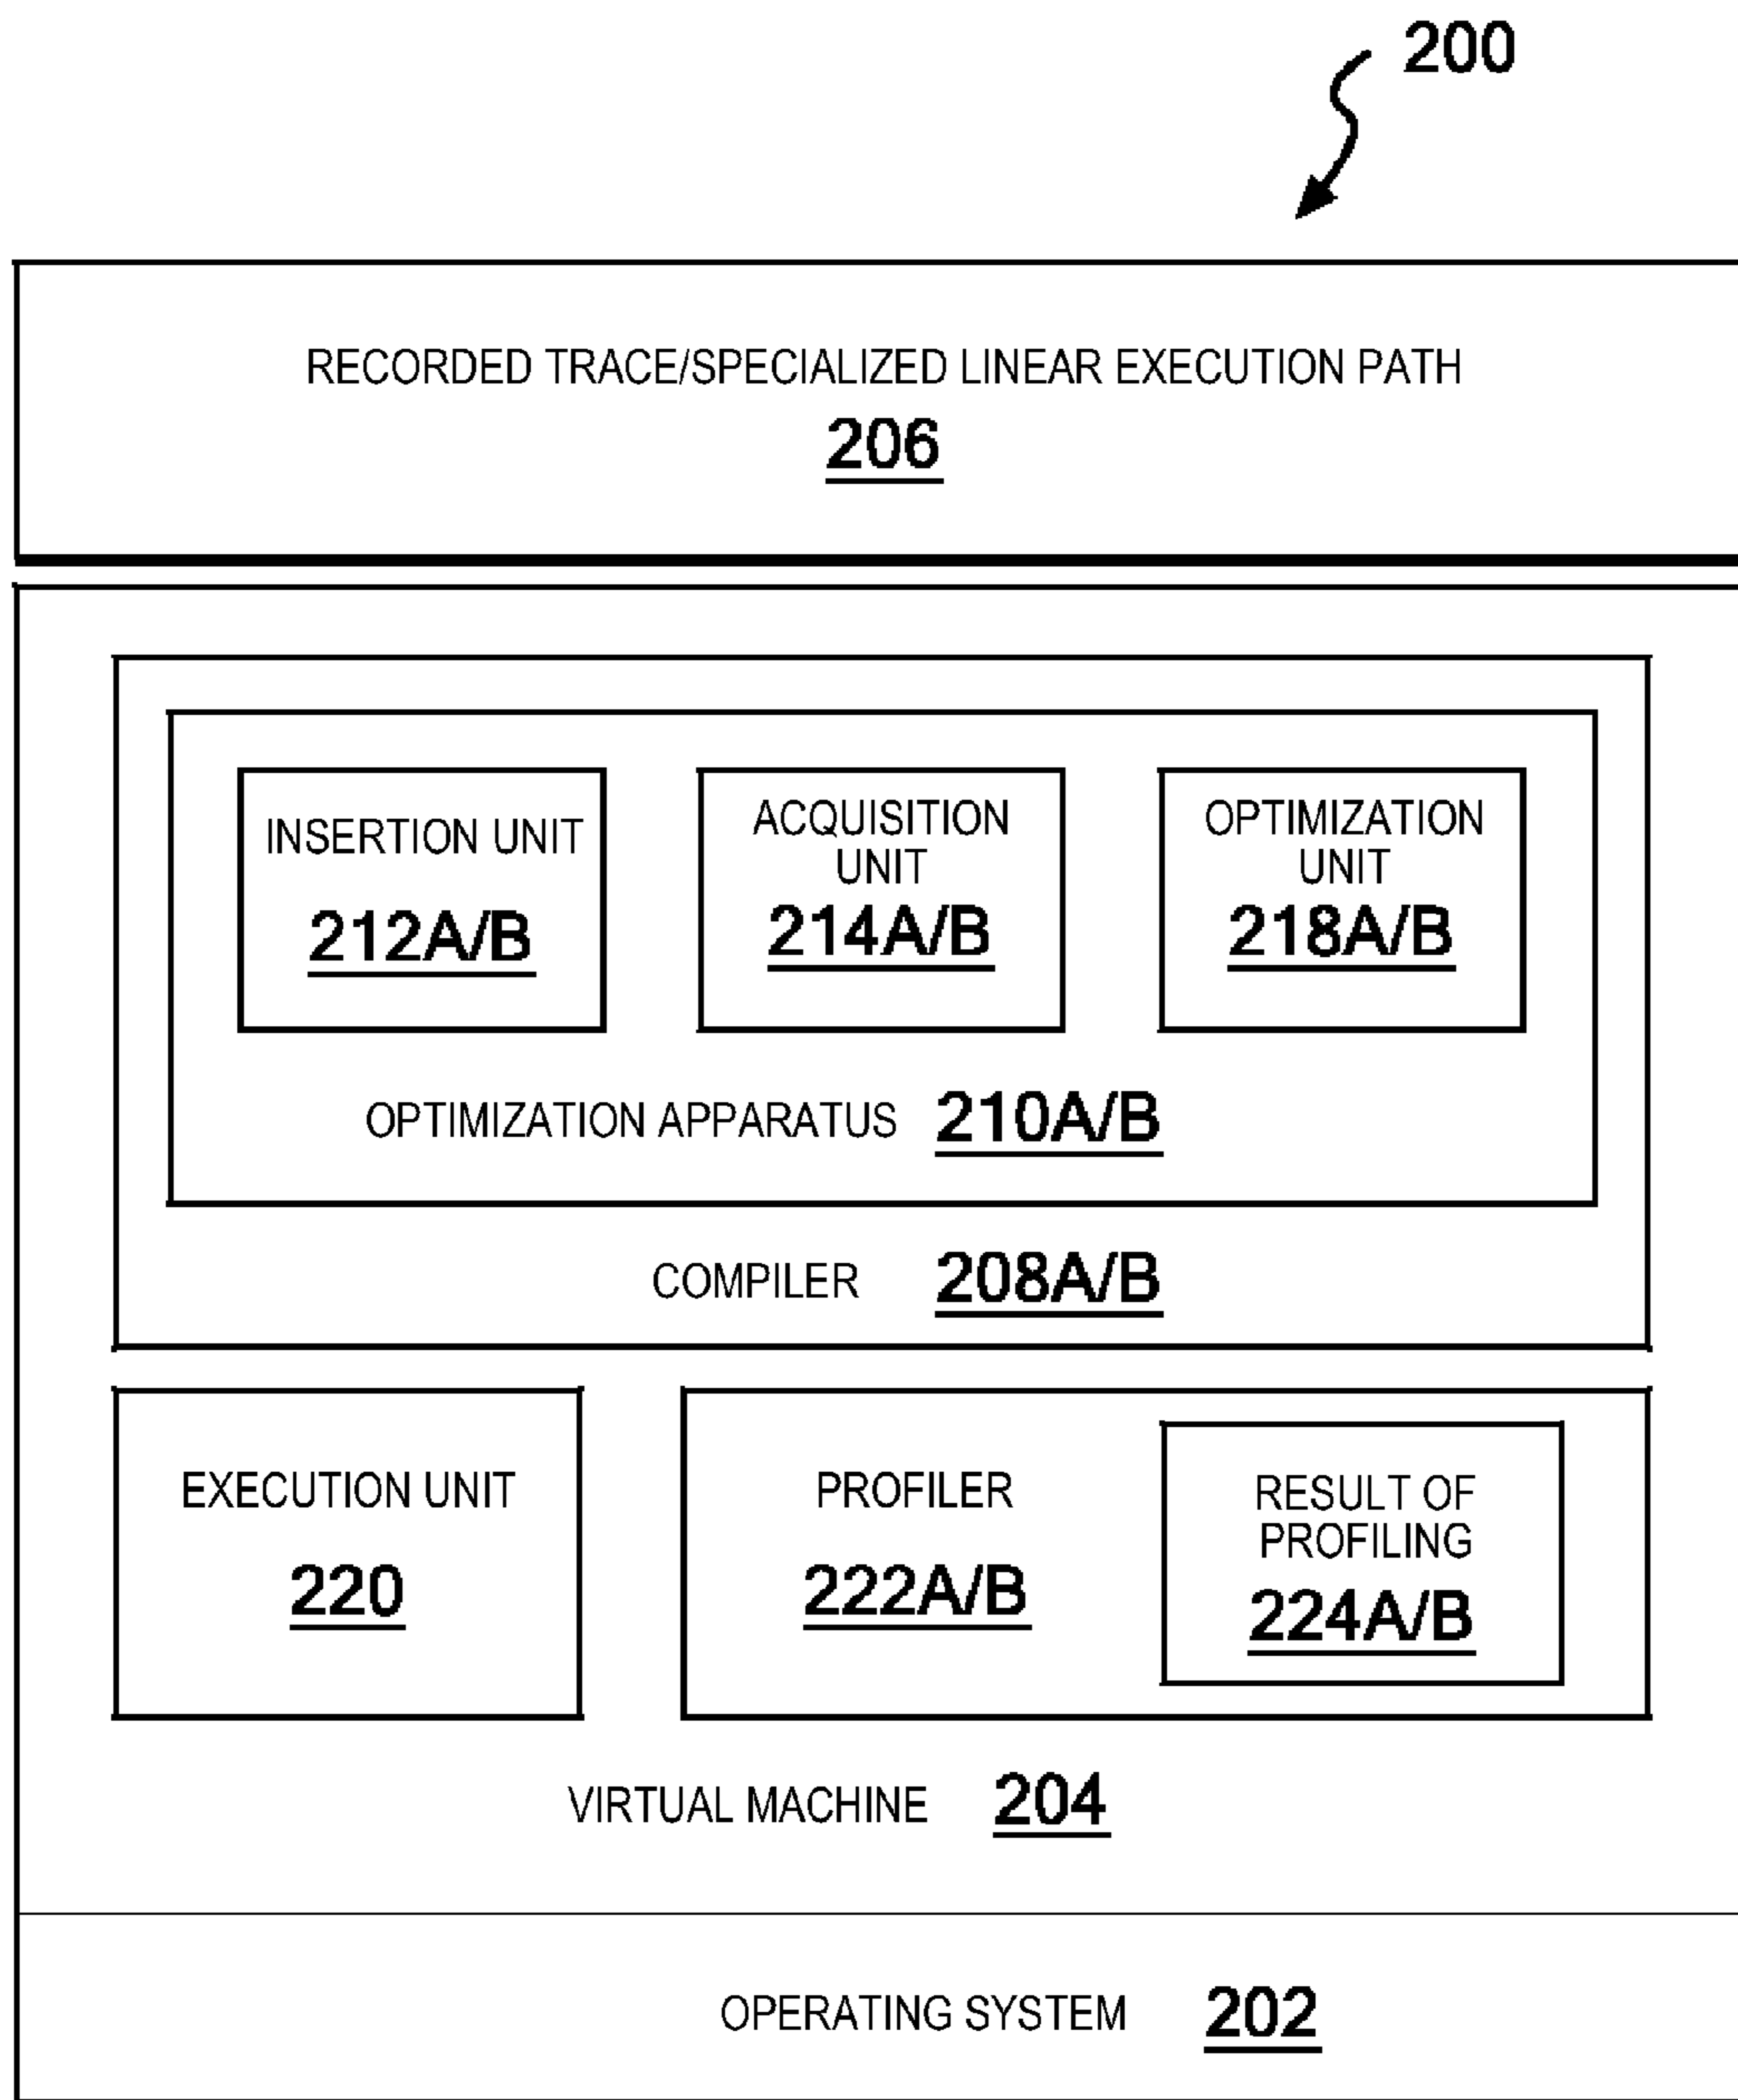 200
RECORDED TRACE/SPECIALIZED LINEAR EXECUTION PATH
206
INSERTION UNIT
212A/B
ACQUISITION
UNIT
214A/B
OPTIMIZATION
UNIT
218A/B
OPTIMIZATION APPARATUS 210A/B
COMPILER 208A/B
EXECUTION UNIT
220
PROFILER
222A/B
RESULT OF
PROFILING
224A/B
VIRTUAL MACHINE 204
OPERATING SYSTEM 202